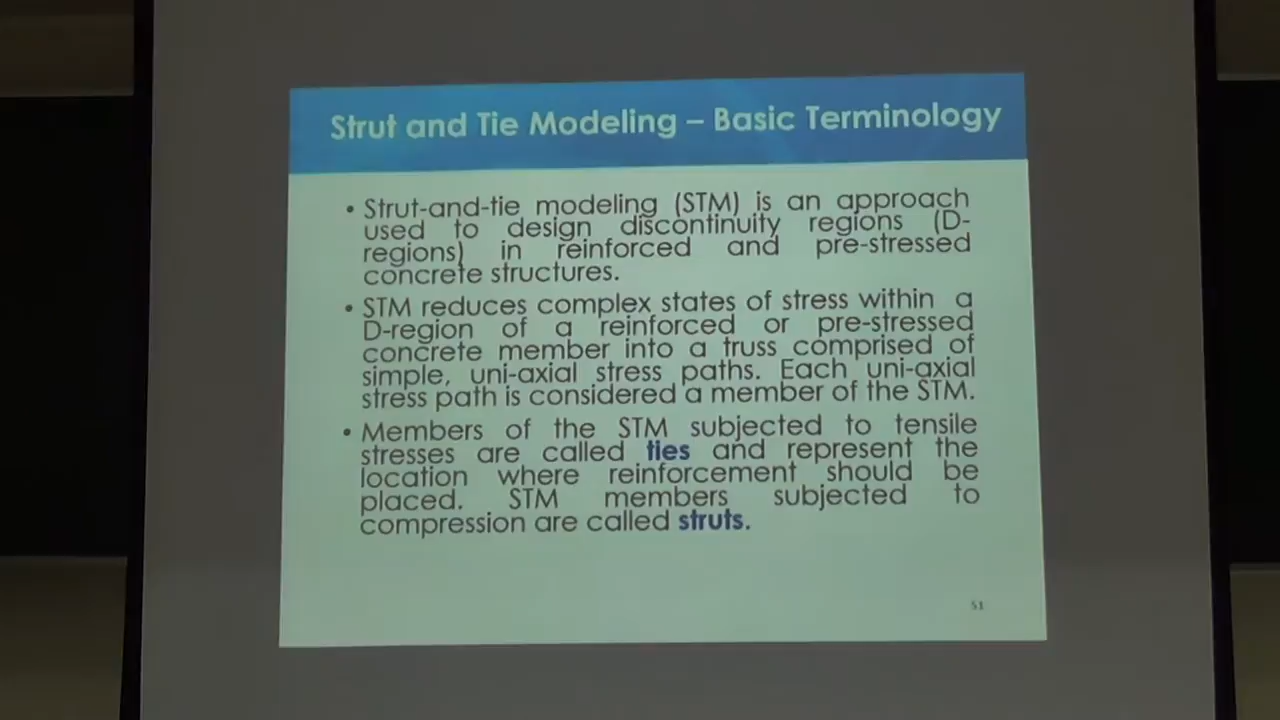 Strut and Tie Modeling – Basic Terminology
• Strut-and-tie modeling (STM) is an approach
used to design discontinuity regions (D-
regions) in reinforced and pre-stressed
concrete structures.
• STM reduces complex states of stress within a
D-region of a reinforced or pre-stressed
concrete member into a truss comprised of
simple, uni-axial stress paths. Each uni-axial
stress path is considered a member of the STM.
• Members of the STM subjected to tensile
stresses are called ties and represent the
location where reinforcement should be
placed. STM members subjected to
compression are called struts.
51